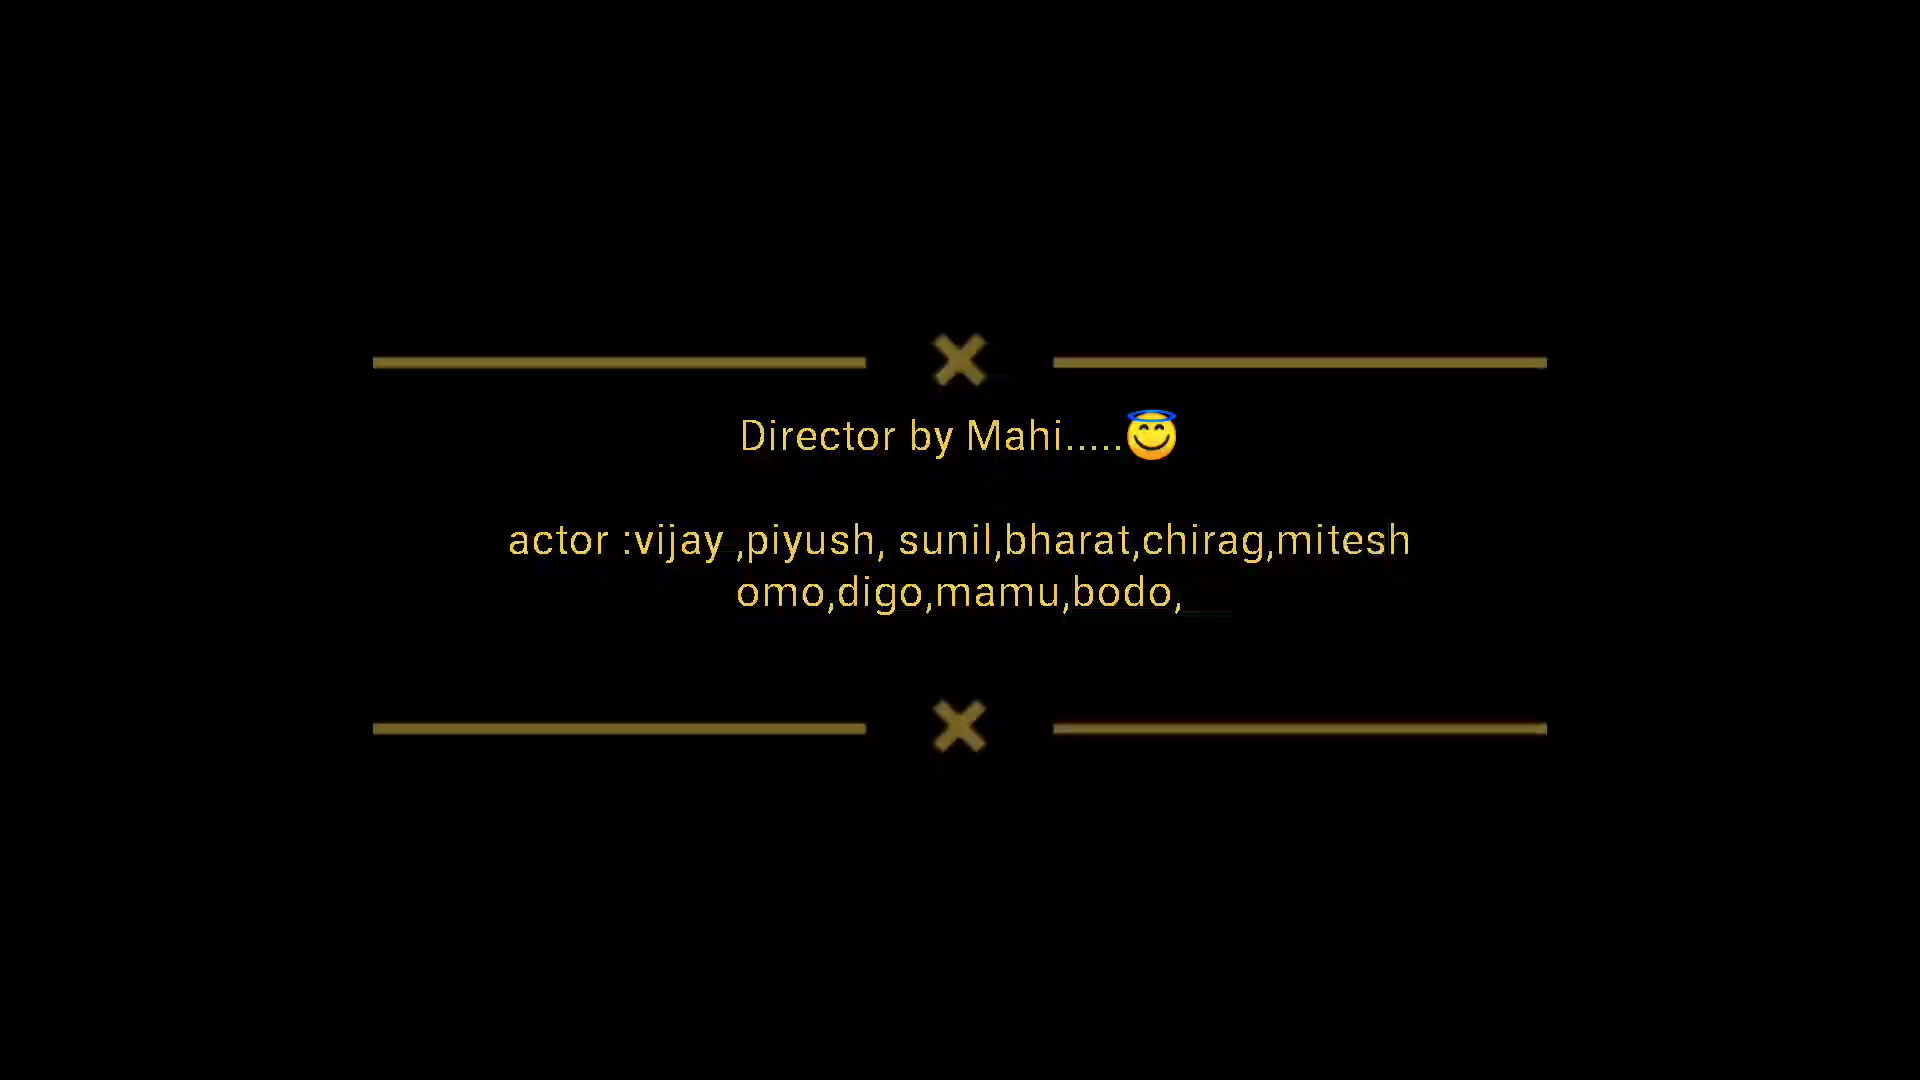 Director by Mahi.....😇
actor :vijay ,piyush, sunil,bharat,chirag,mitesh
omo,digo,mamu,bodo,